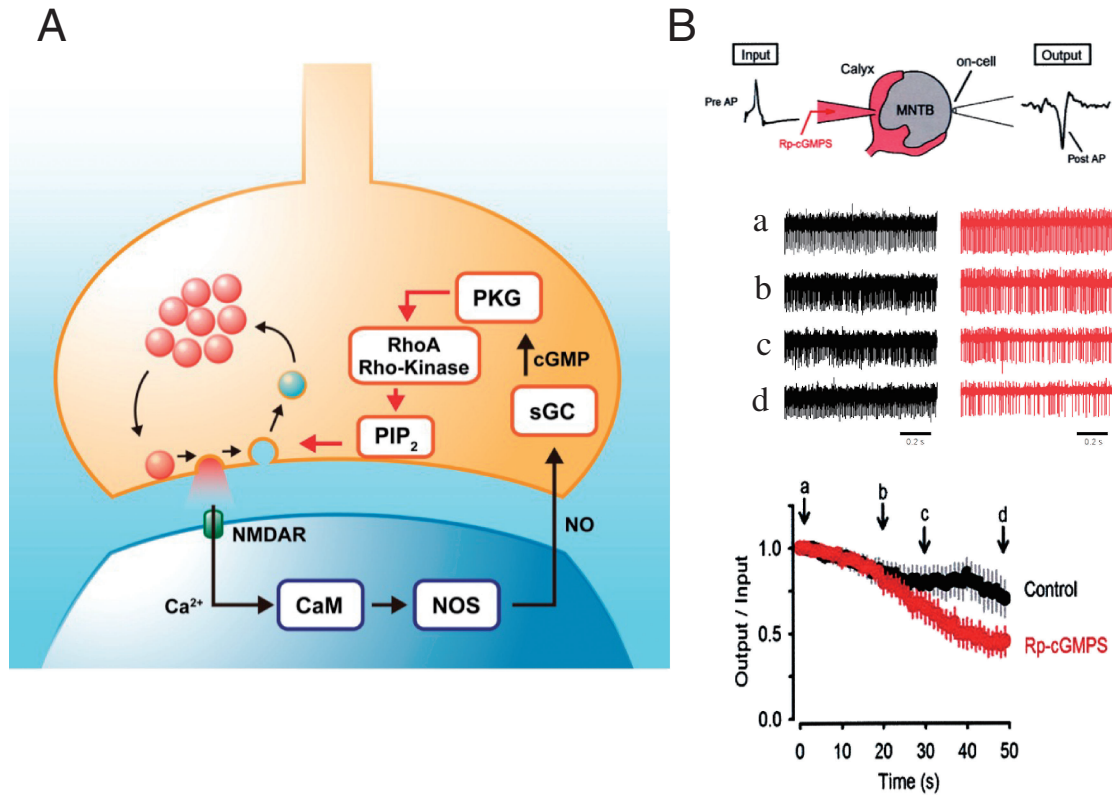 A
PKG
RhoA
Rho-Kinase
cGMP
sGC
PIP₂
NO
NMDAR
Ca²⁺
CaM
NOS
B
Input
Calyx
on-cell
Output
Pre AP
MNTB
Rp-cGMPS
Post AP
a
b
c
d
0.2 s
0.2 s
a
b
c
d
1.0
0.5
0.0
Output / Input
Control
Rp-cGMPS
0 10 20 30 40 50
Time (s)